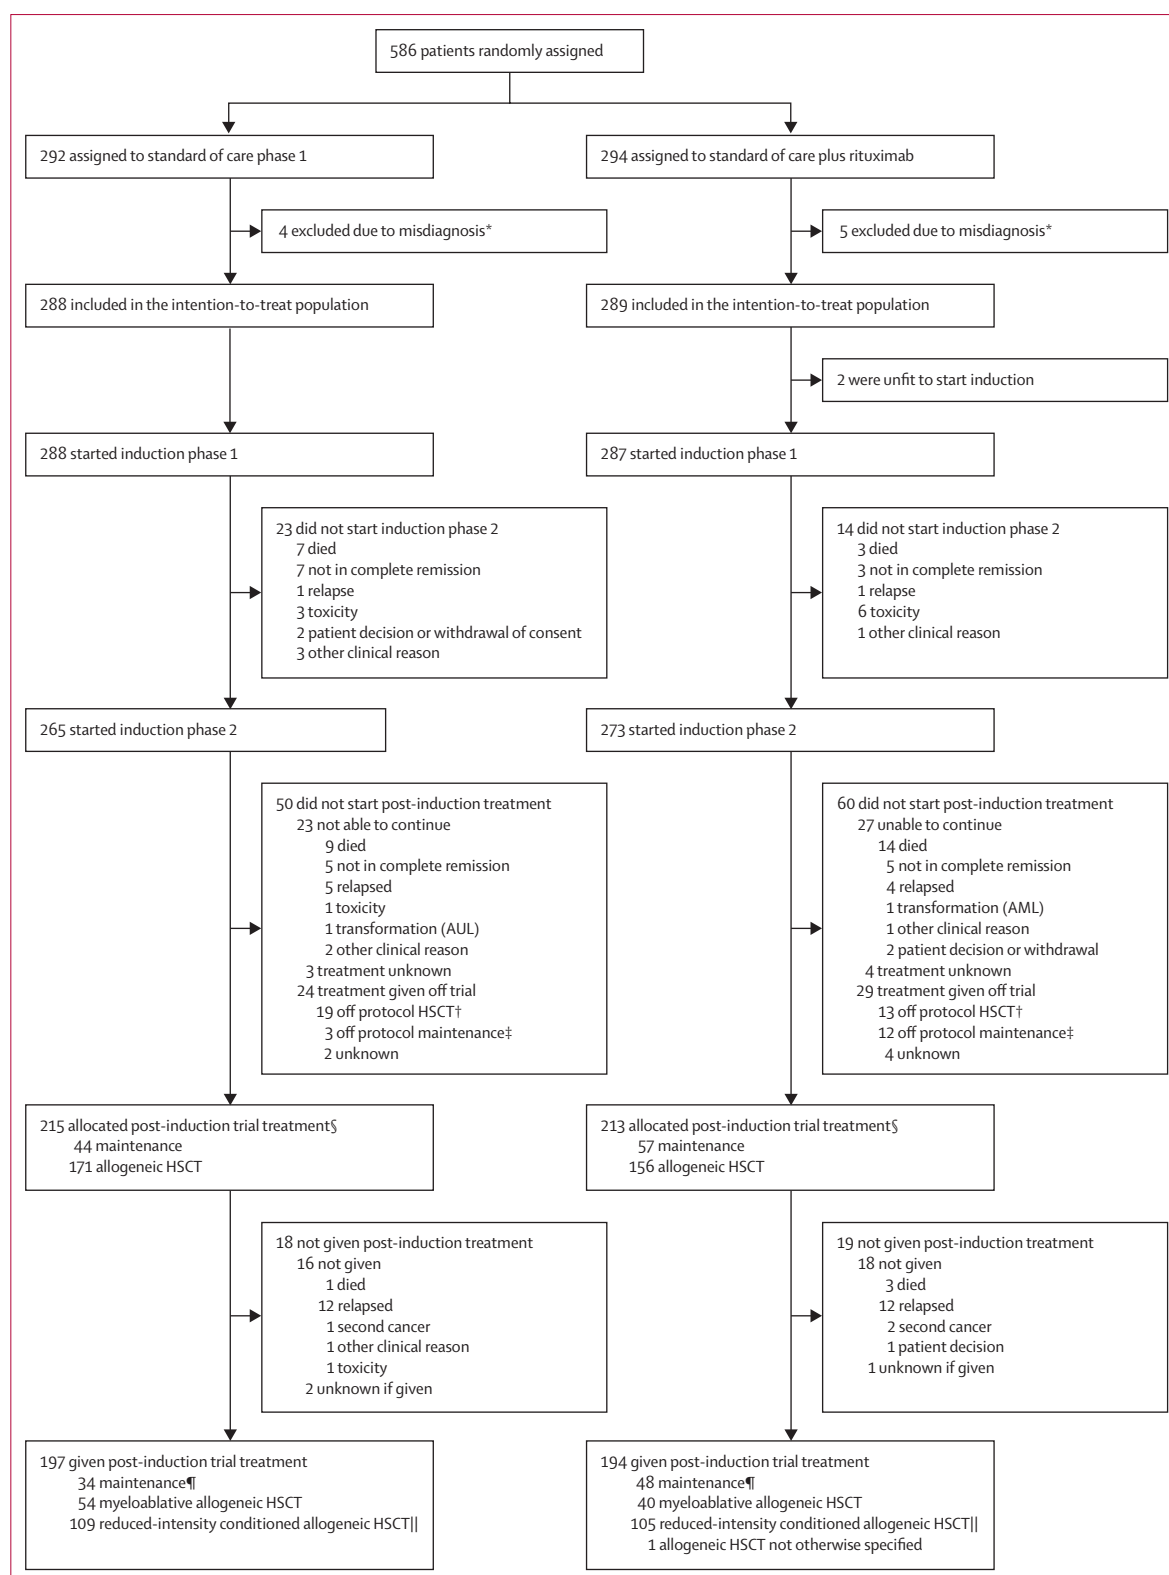 586 patients randomly assigned
292 assigned to standard of care phase 1
294 assigned to standard of care plus rituximab
4 excluded due to misdiagnosis*
5 excluded due to misdiagnosis*
288 included in the intention-to-treat population
289 included in the intention-to-treat population
2 were unfit to start induction
288 started induction phase 1
287 started induction phase 1
23 did not start induction phase 2
7 died
7 not in complete remission
1 relapse
3 toxicity
2 patient decision or withdrawal of consent
3 other clinical reason
14 did not start induction phase 2
3 died
3 not in complete remission
1 relapse
6 toxicity
1 other clinical reason
265 started induction phase 2
273 started induction phase 2
50 did not start post-induction treatment
23 not able to continue
9 died
5 not in complete remission
5 relapsed
1 toxicity
1 transformation (AUL)
2 other clinical reason
3 treatment unknown
24 treatment given off trial
19 off protocol HSCT†
3 off protocol maintenance‡
2 unknown
60 did not start post-induction treatment
27 unable to continue
14 died
5 not in complete remission
4 relapsed
1 transformation (AML)
1 other clinical reason
2 patient decision or withdrawal
4 treatment unknown
29 treatment given off trial
13 off protocol HSCT†
12 off protocol maintenance‡
4 unknown
215 allocated post-induction trial treatment§
44 maintenance
171 allogeneic HSCT
213 allocated post-induction trial treatment§
57 maintenance
156 allogeneic HSCT
18 not given post-induction treatment
16 not given
1 died
12 relapsed
1 second cancer
1 other clinical reason
1 toxicity
2 unknown if given
19 not given post-induction treatment
18 not given
3 died
12 relapsed
2 second cancer
1 patient decision
1 unknown if given
197 given post-induction trial treatment
34 maintenance¶
54 myeloablative allogeneic HSCT
109 reduced-intensity conditioned allogeneic HSCT||
194 given post-induction trial treatment
48 maintenance¶
40 myeloablative allogeneic HSCT
105 reduced-intensity conditioned allogeneic HSCT||
1 allogeneic HSCT not otherwise specified